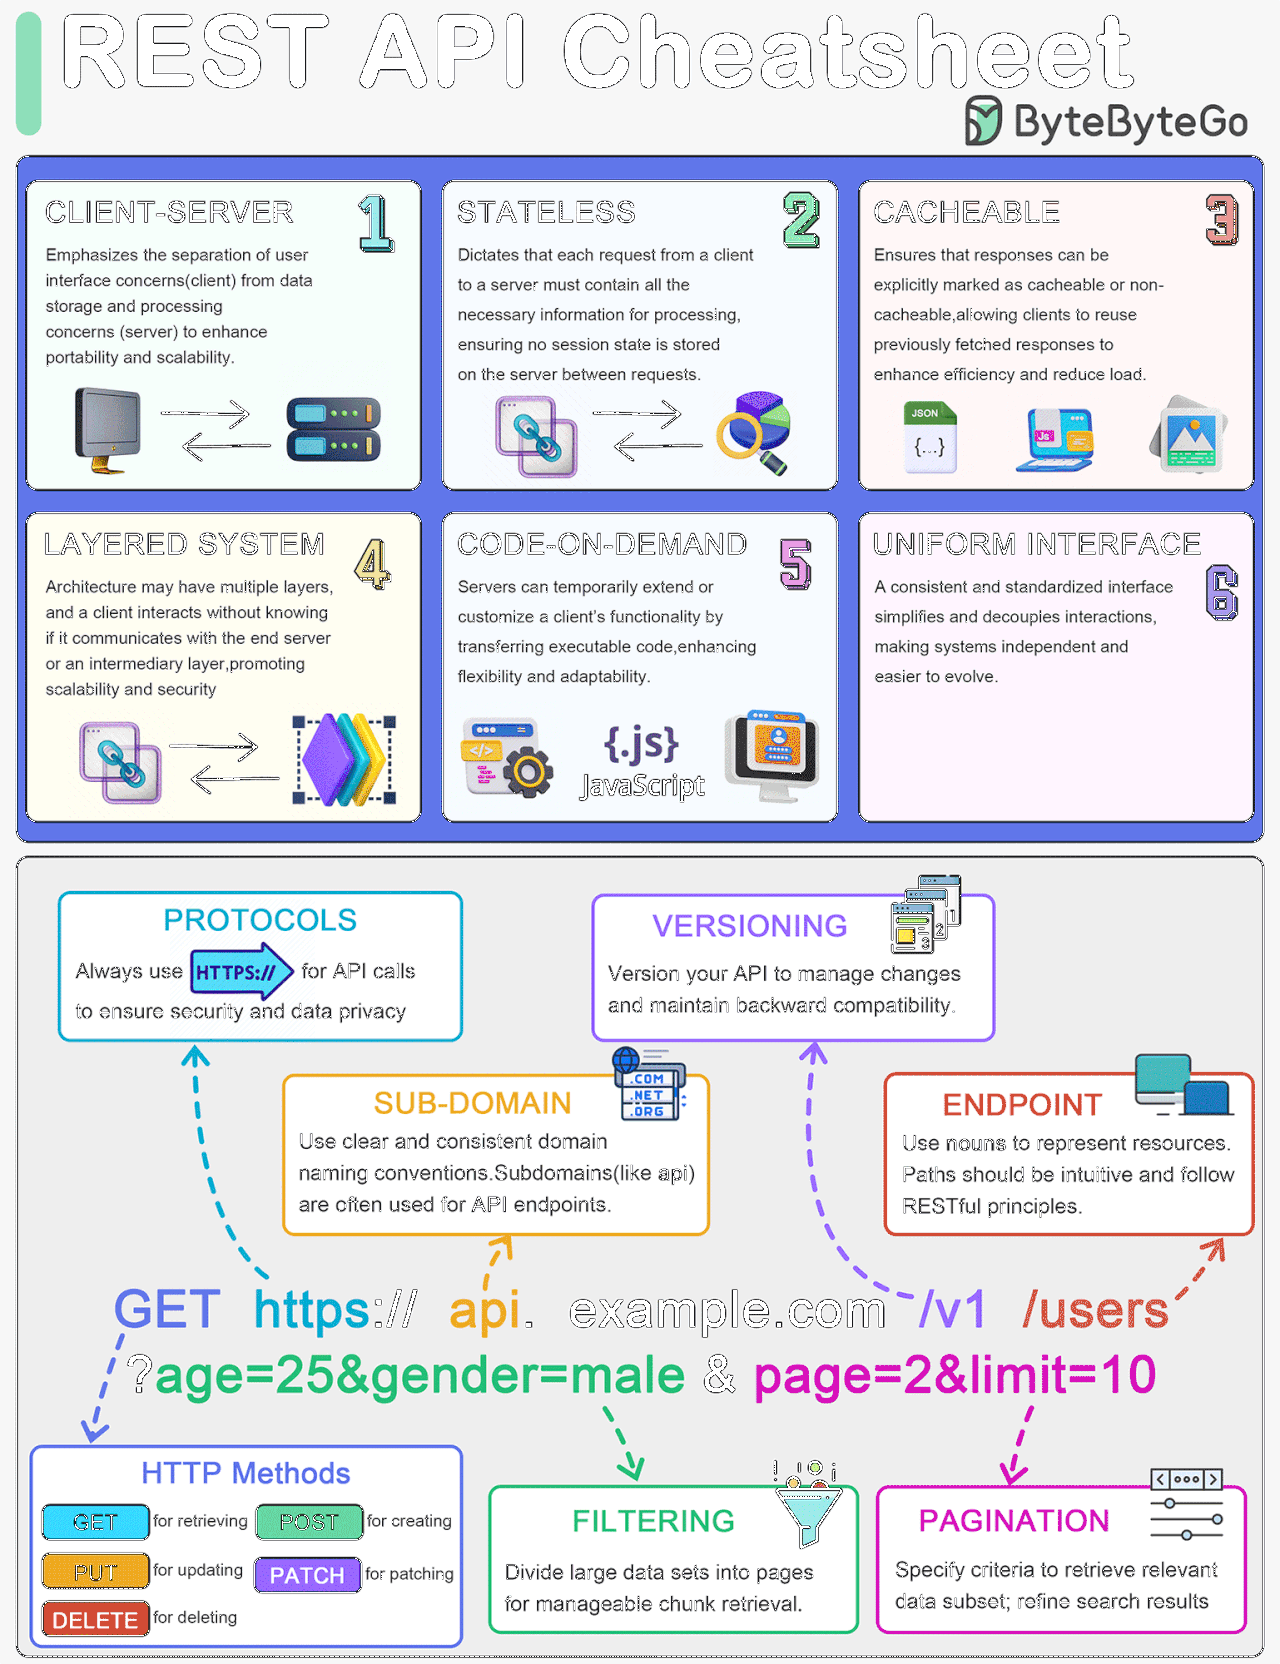 REST API Cheatsheet
ByteByteGo
CLIENT-SERVER
1
Emphasizes the separation of user
interface concerns(client) from data
storage and processing
concerns (server) to enhance
portability and scalability.
STATELESS
2
Dictates that each request from a client
to a server must contain all the
necessary information for processing,
ensuring no session state is stored
on the server between requests.
CACHEABLE
3
Ensures that responses can be
explicitly marked as cacheable or non-
cacheable,allowing clients to reuse
previously fetched responses to
enhance efficiency and reduce load.
JSON
{...}
Js
LAYERED SYSTEM
4
Architecture may have multiple layers,
and a client interacts without knowing
if it communicates with the end server
or an intermediary layer,promoting
scalability and security
CODE-ON-DEMAND
5
Servers can temporarily extend or
customize a client's functionality by
transferring executable code,enhancing
flexibility and adaptability.
</>
{.js}
JavaScript
UNIFORM INTERFACE
6
A consistent and standardized interface
simplifies and decouples interactions,
making systems independent and
easier to evolve.
PROTOCOLS
Always use HTTPS:// for API calls
to ensure security and data privacy
VERSIONING
1
2
3
Version your API to manage changes
and maintain backward compatibility.
SUB-DOMAIN
.COM
.NET
.ORG
Use clear and consistent domain
naming conventions.Subdomains(like api)
are often used for API endpoints.
ENDPOINT
Use nouns to represent resources.
Paths should be intuitive and follow
RESTful principles.
GET https:// api. example.com /v1 /users
?age=25&gender=male & page=2&limit=10
HTTP Methods
GET for retrieving POST for creating
PUT for updating PATCH for patching
DELETE for deleting
FILTERING
Divide large data sets into pages
for manageable chunk retrieval.
PAGINATION
Specify criteria to retrieve relevant
data subset; refine search results